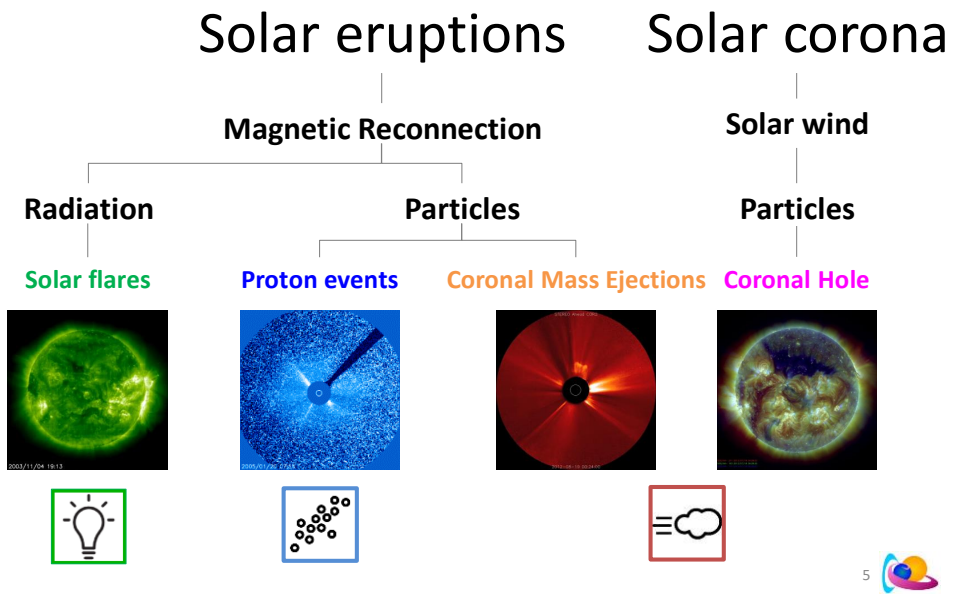 Solar eruptions
Solar corona
Magnetic Reconnection
Solar wind
Radiation
Particles
Particles
Solar flares
Proton events
Coronal Mass Ejections
Coronal Hole
2003/11/04 19:13
5